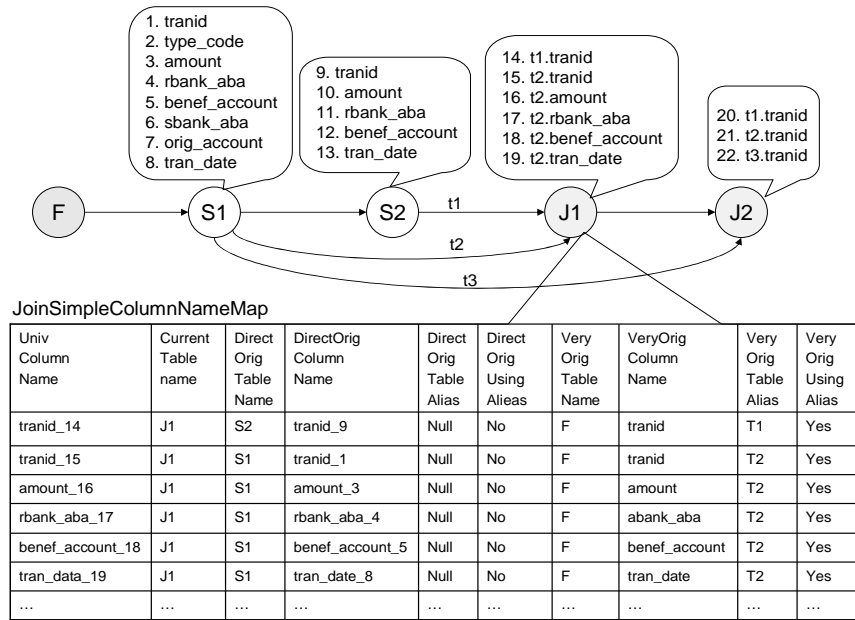 1. tranid
2. type_code
3. amount
4. rbank_aba
5. benef_account
6. sbank_aba
7. orig_account
8. tran_date
9. tranid
10. amount
11. rbank_aba
12. benef_account
13. tran_date
14. t1.tranid
15. t2.tranid
16. t2.amount
17. t2.rbank_aba
18. t2.benef_account
19. t2.tran_date
20. t1.tranid
21. t2.tranid
22. t3.tranid
F
S1
S2
t1
J1
J2
t2
t3
JoinSimpleColumnNameMap
Univ Column Name | Current Table name | Direct Orig Table Name | DirectOrig Column Name | Direct Orig Table Alias | Direct Orig Using Alieas | Very Orig Table Name | VeryOrig Column Name | Very Orig Table Alias | Very Orig Using Alias
tranid_14 | J1 | S2 | tranid_9 | Null | No | F | tranid | T1 | Yes
tranid_15 | J1 | S1 | tranid_1 | Null | No | F | tranid | T2 | Yes
amount_16 | J1 | S1 | amount_3 | Null | No | F | amount | T2 | Yes
rbank_aba_17 | J1 | S1 | rbank_aba_4 | Null | No | F | abank_aba | T2 | Yes
benef_account_18 | J1 | S1 | benef_account_5 | Null | No | F | benef_account | T2 | Yes
tran_data_19 | J1 | S1 | tran_date_8 | Null | No | F | tran_date | T2 | Yes
… | … | … | … | … | … | … | … | … | …